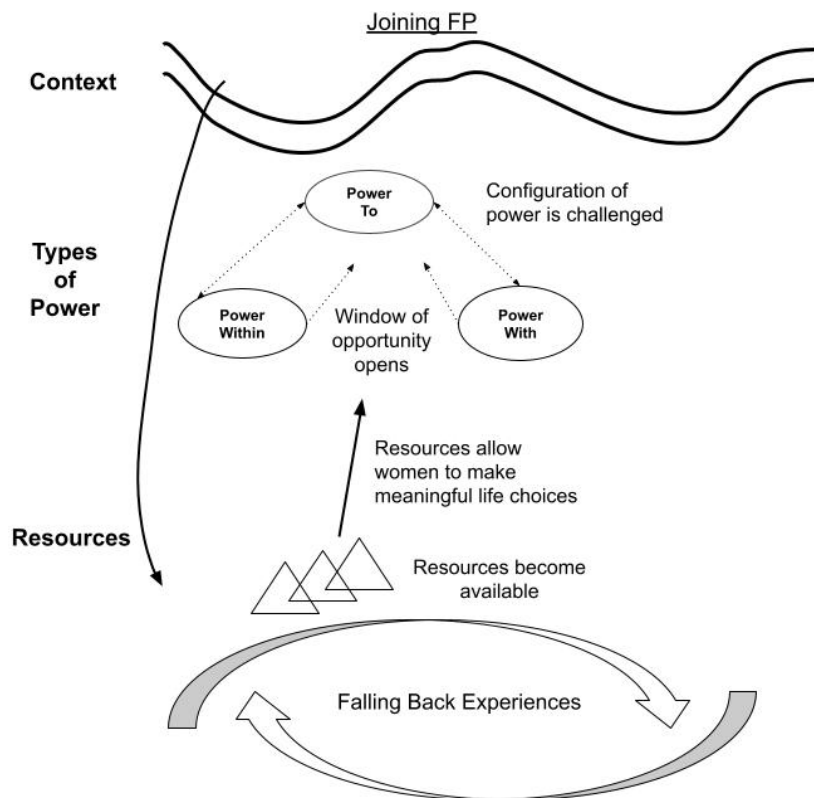 Joining FP
Context
Power
To
Configuration of
power is challenged
Types
of
Power
Power
Within
Window of
opportunity
opens
Power
With
Resources allow
women to make
meaningful life choices
Resources
Resources become
available
Falling Back Experiences